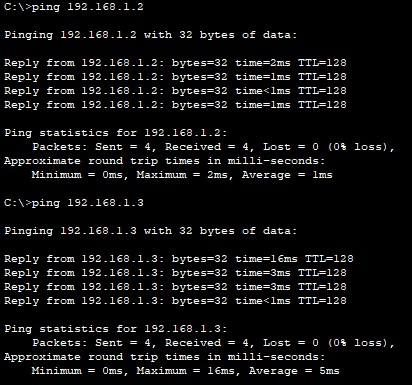 C:\>ping 192.168.1.2
Pinging 192.168.1.2 with 32 bytes of data:
Reply from 192.168.1.2: bytes=32 time=2ms TTL=128
Reply from 192.168.1.2: bytes=32 time=1ms TTL=128
Reply from 192.168.1.2: bytes=32 time<1ms TTL=128
Reply from 192.168.1.2: bytes=32 time=1ms TTL=128
Ping statistics for 192.168.1.2:
Packets: Sent = 4, Received = 4, Lost = 0 (0% loss),
Approximate round trip times in milli-seconds:
Minimum = 0ms, Maximum = 2ms, Average = 1ms
C:\>ping 192.168.1.3
Pinging 192.168.1.3 with 32 bytes of data:
Reply from 192.168.1.3: bytes=32 time=16ms TTL=128
Reply from 192.168.1.3: bytes=32 time=3ms TTL=128
Reply from 192.168.1.3: bytes=32 time=3ms TTL=128
Reply from 192.168.1.3: bytes=32 time<1ms TTL=128
Ping statistics for 192.168.1.3:
Packets: Sent = 4, Received = 4, Lost = 0 (0% loss),
Approximate round trip times in milli-seconds:
Minimum = 0ms, Maximum = 16ms, Average = 5ms